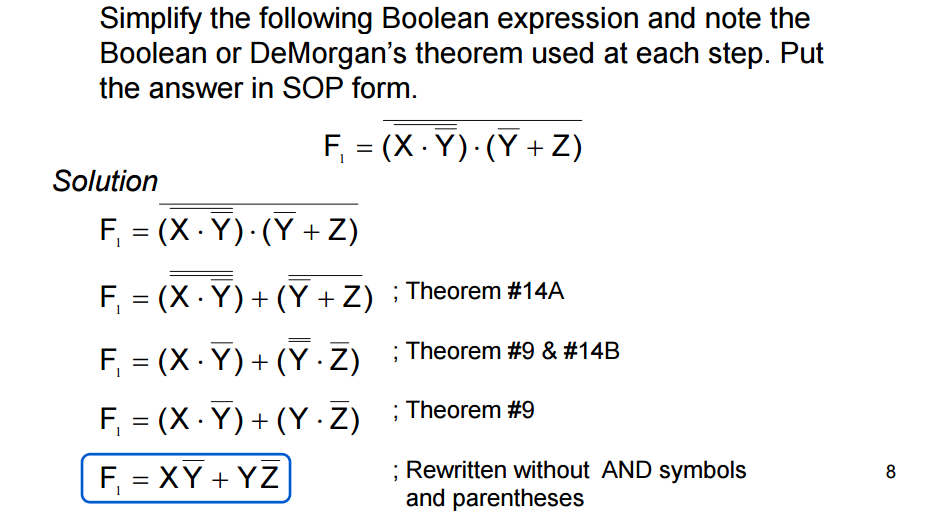 Simplify the following Boolean expression and note the
Boolean or DeMorgan’s theorem used at each step. Put
the answer in SOP form.
$F_1 = \overline{(\overline{X \cdot \overline{Y}}) \cdot (\overline{Y} + Z)}$
Solution
$F_1 = \overline{(\overline{X \cdot \overline{Y}}) \cdot (\overline{Y} + Z)}$
$F_1 = (\overline{\overline{X \cdot \overline{Y}}}) + (\overline{\overline{Y} + Z})$ ; Theorem #14A
$F_1 = (X \cdot \overline{Y}) + (\overline{\overline{Y}} \cdot \overline{Z})$ ; Theorem #9 & #14B
$F_1 = (X \cdot \overline{Y}) + (Y \cdot \overline{Z})$ ; Theorem #9
$F_1 = X\overline{Y} + Y\overline{Z}$ ; Rewritten without AND symbols
and parentheses
8